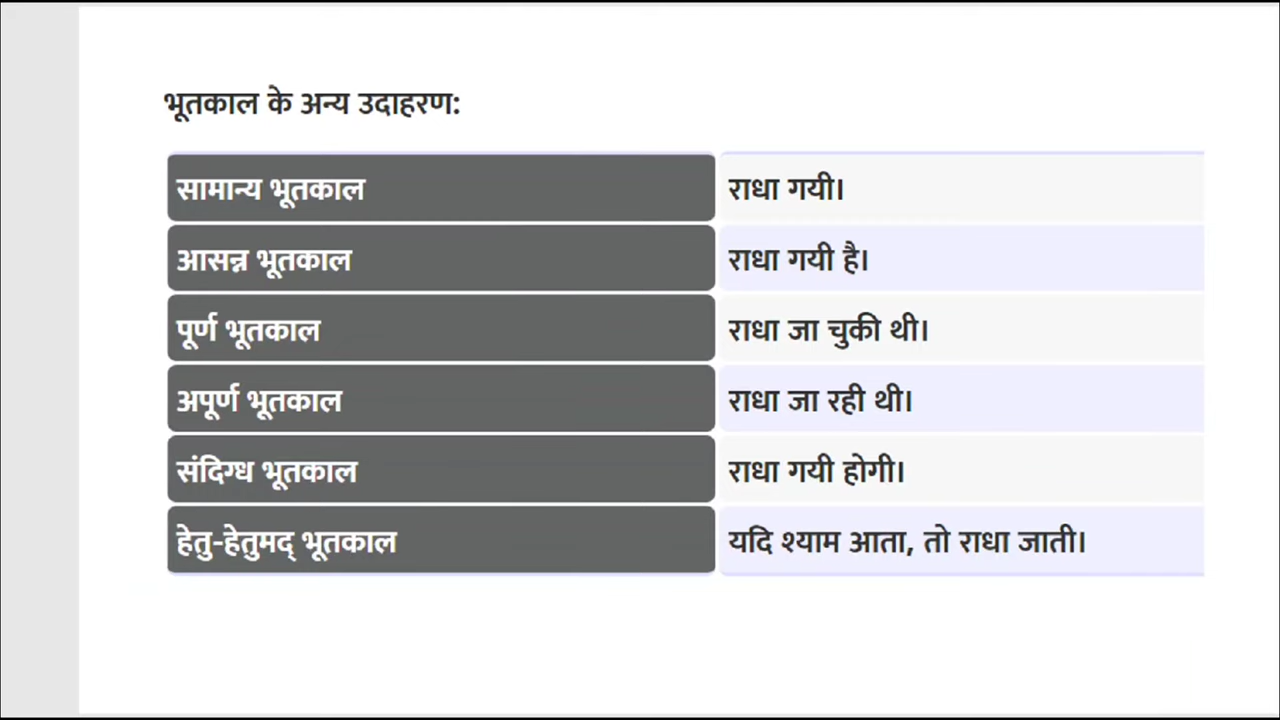 भूतकाल के अन्य उदाहरण:
सामान्य भूतकाल राधा गयी।
आसन्न भूतकाल राधा गयी है।
पूर्ण भूतकाल राधा जा चुकी थी।
अपूर्ण भूतकाल राधा जा रही थी।
संदिग्ध भूतकाल राधा गयी होगी।
हेतु-हेतुमद् भूतकाल यदि श्याम आता, तो राधा जाती।